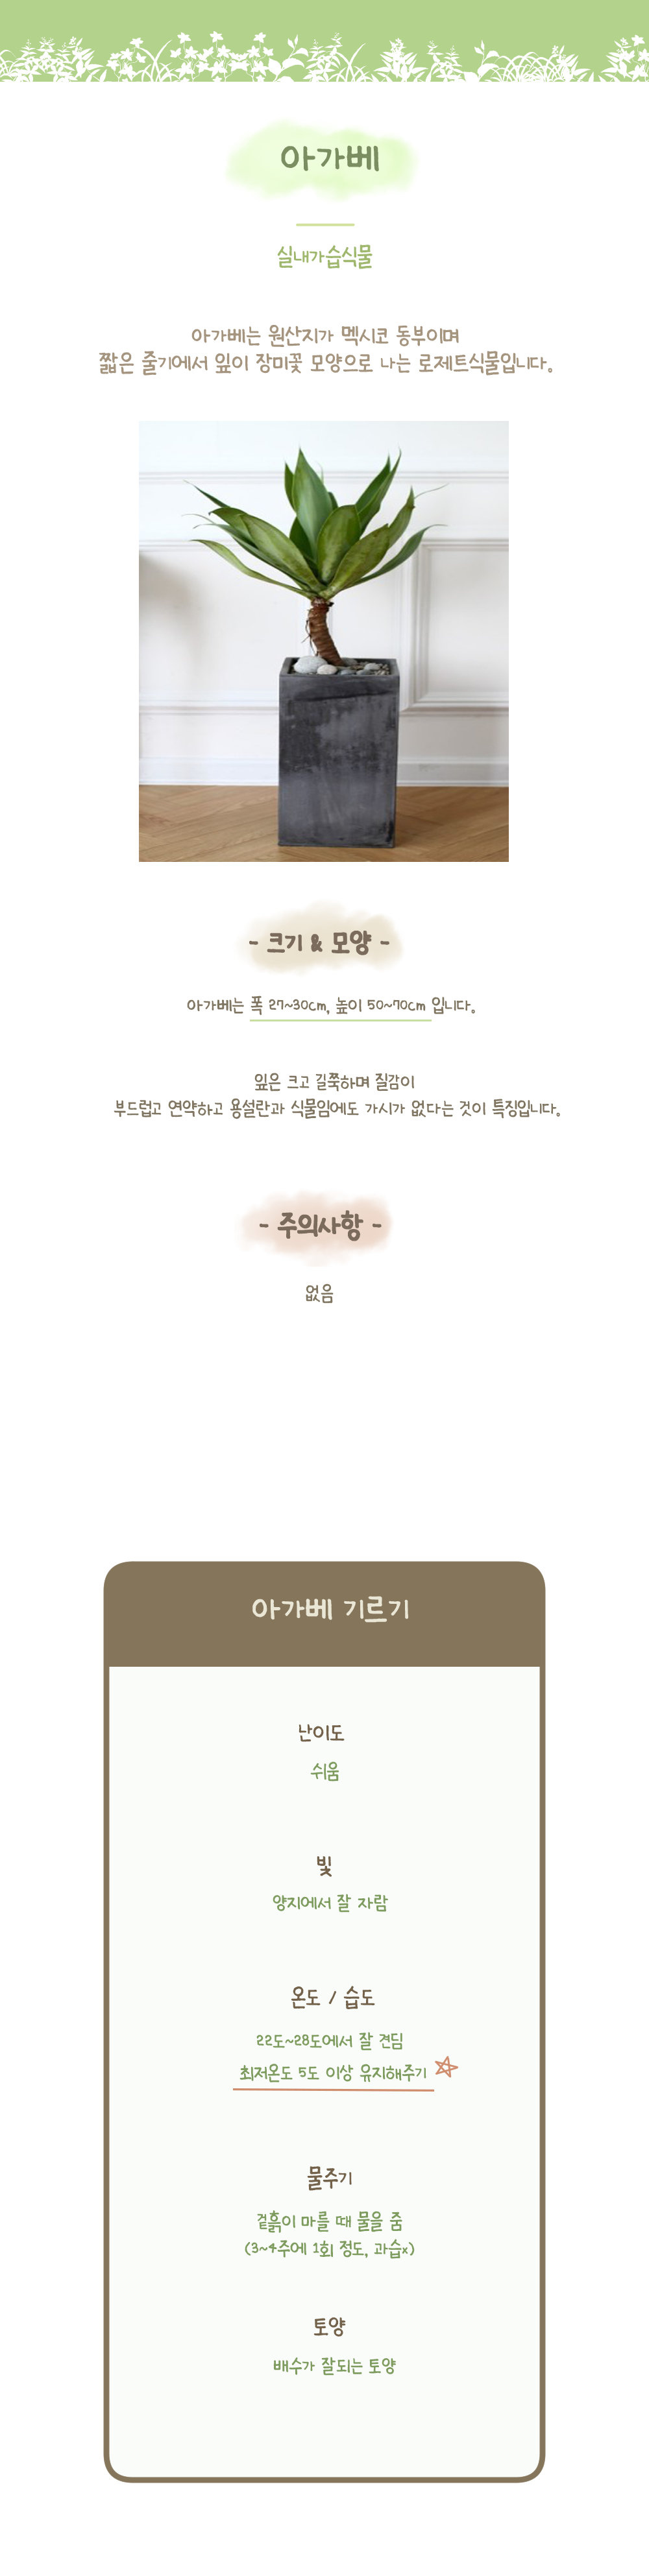 아가베
실내가습식물
아가베는 원산지가 멕시코 동부이며
짧은 줄기에서 잎이 장미꽃 모양으로 나는 로제트식물입니다.
- 크기 & 모양 -
아가베는 폭 27~30cm, 높이 50~70cm 입니다.
잎은 크고 길쭉하며 질감이
부드럽고 연약하고 용설란과 식물임에도 가시가 없다는 것이 특징입니다.
- 주의사항 -
없음
아가베 기르기
난이도
쉬움
빛
양지에서 잘 자람
온도 / 습도
22도~28도에서 잘 견딤
최저온도 5도 이상 유지해주기
물주기
겉흙이 마를 때 물을 줌
(3~4주에 1회 정도, 과습x)
토양
배수가 잘되는 토양